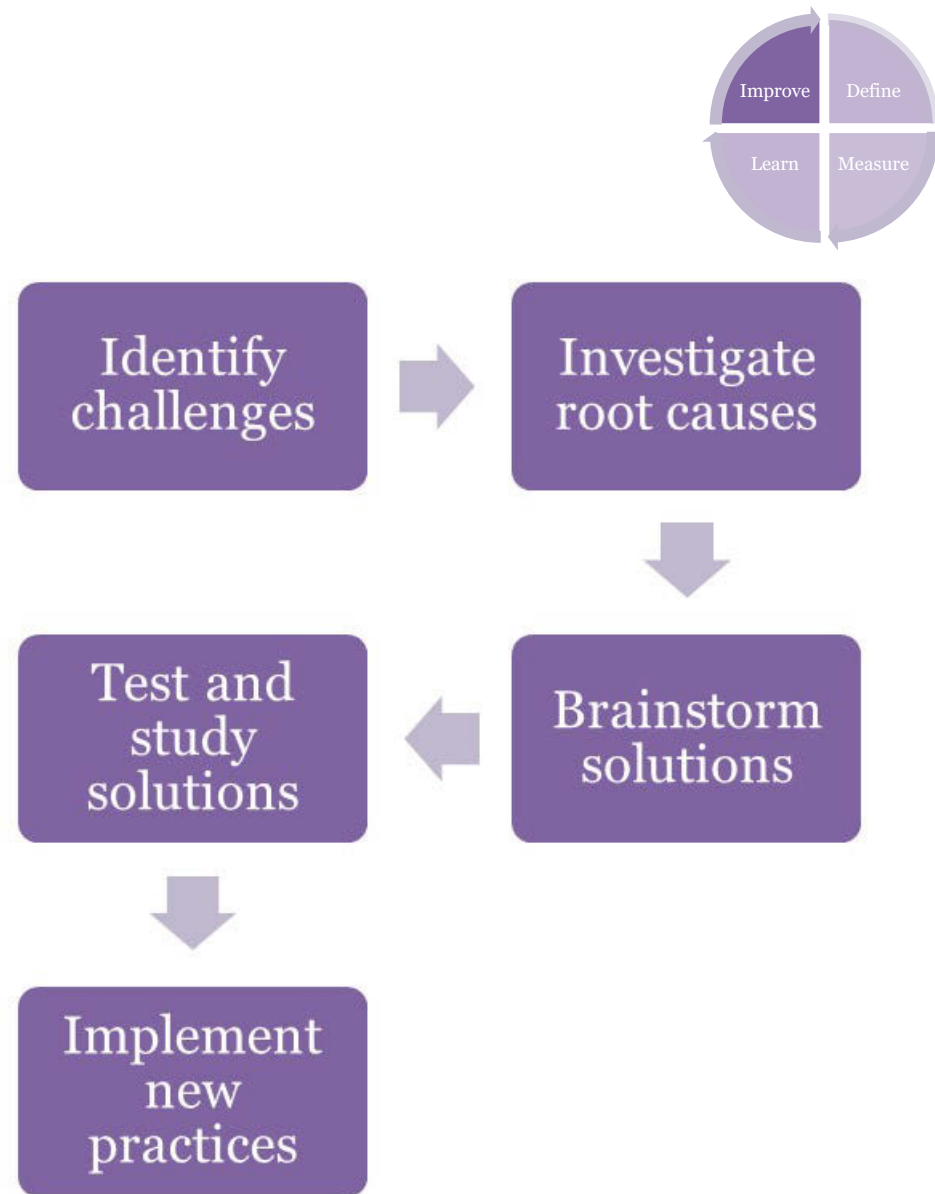 Improve
Define
Learn
Measure
Identify
challenges
Investigate
root causes
Brainstorm
solutions
Test and
study
solutions
Implement
new
practices